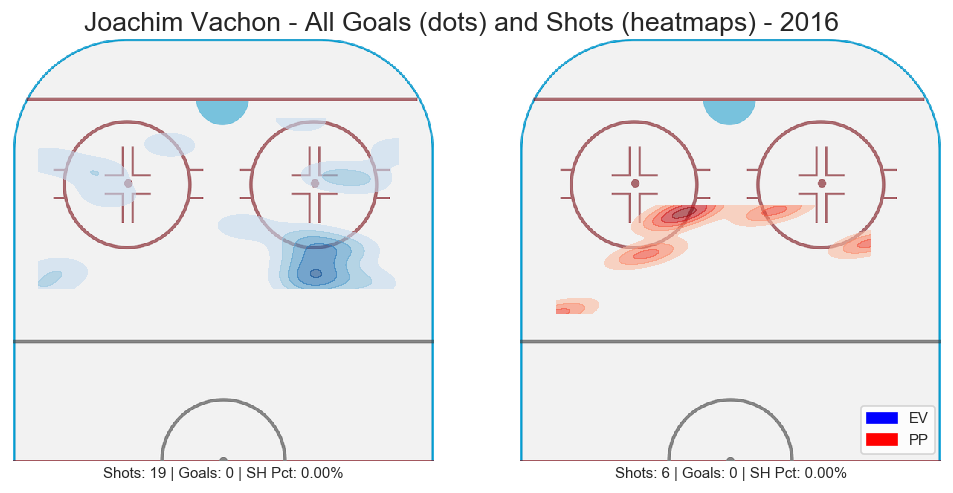 Joachim Vachon - All Goals (dots) and Shots (heatmaps) - 2016
EV
PP
Shots: 19 | Goals: 0 | SH Pct: 0.00%
Shots: 6 | Goals: 0 | SH Pct: 0.00%